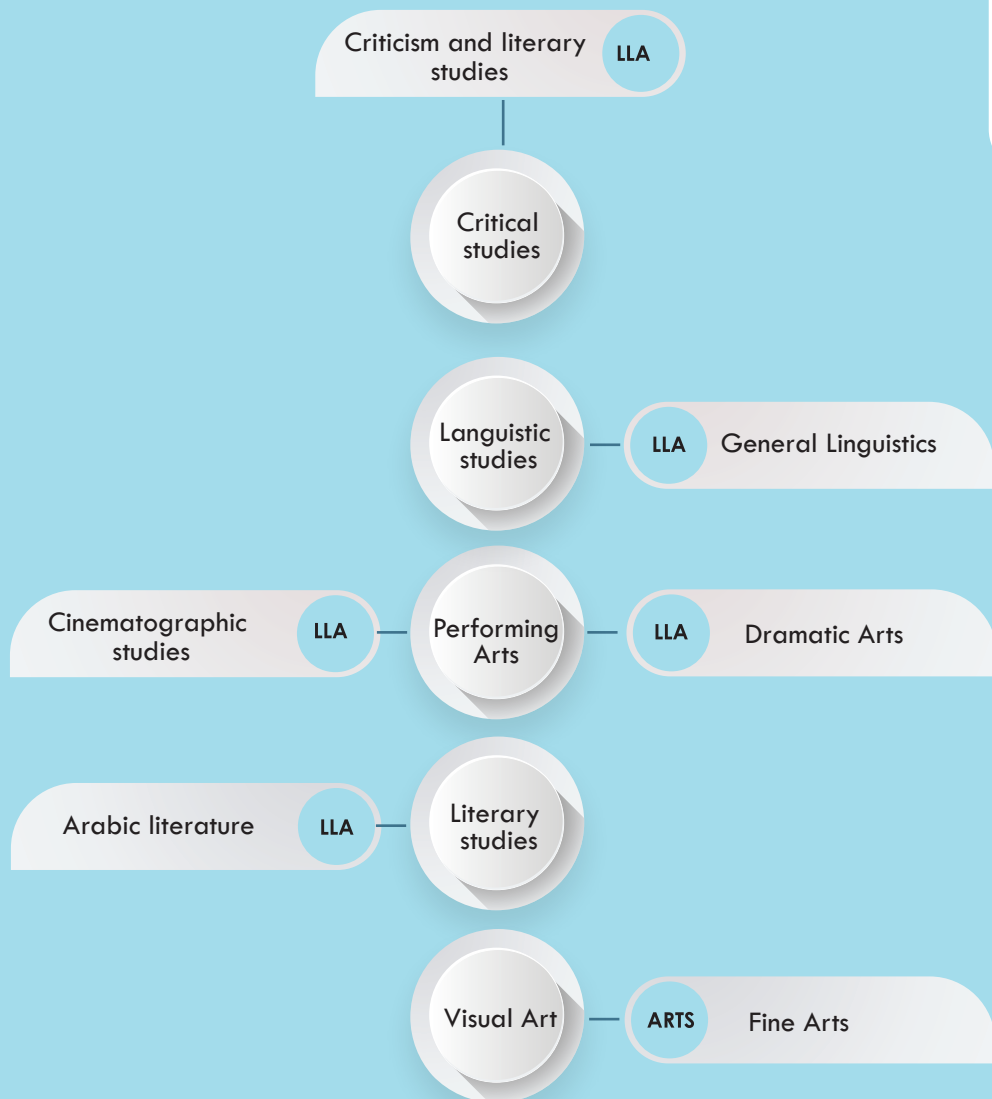 Criticism and literary
studies
LLA
Critical
studies
Languistic
studies
LLA
General Linguistics
Cinematographic
studies
LLA
Performing
Arts
LLA
Dramatic Arts
Arabic literature
LLA
Literary
studies
Visual Art
ARTS
Fine Arts